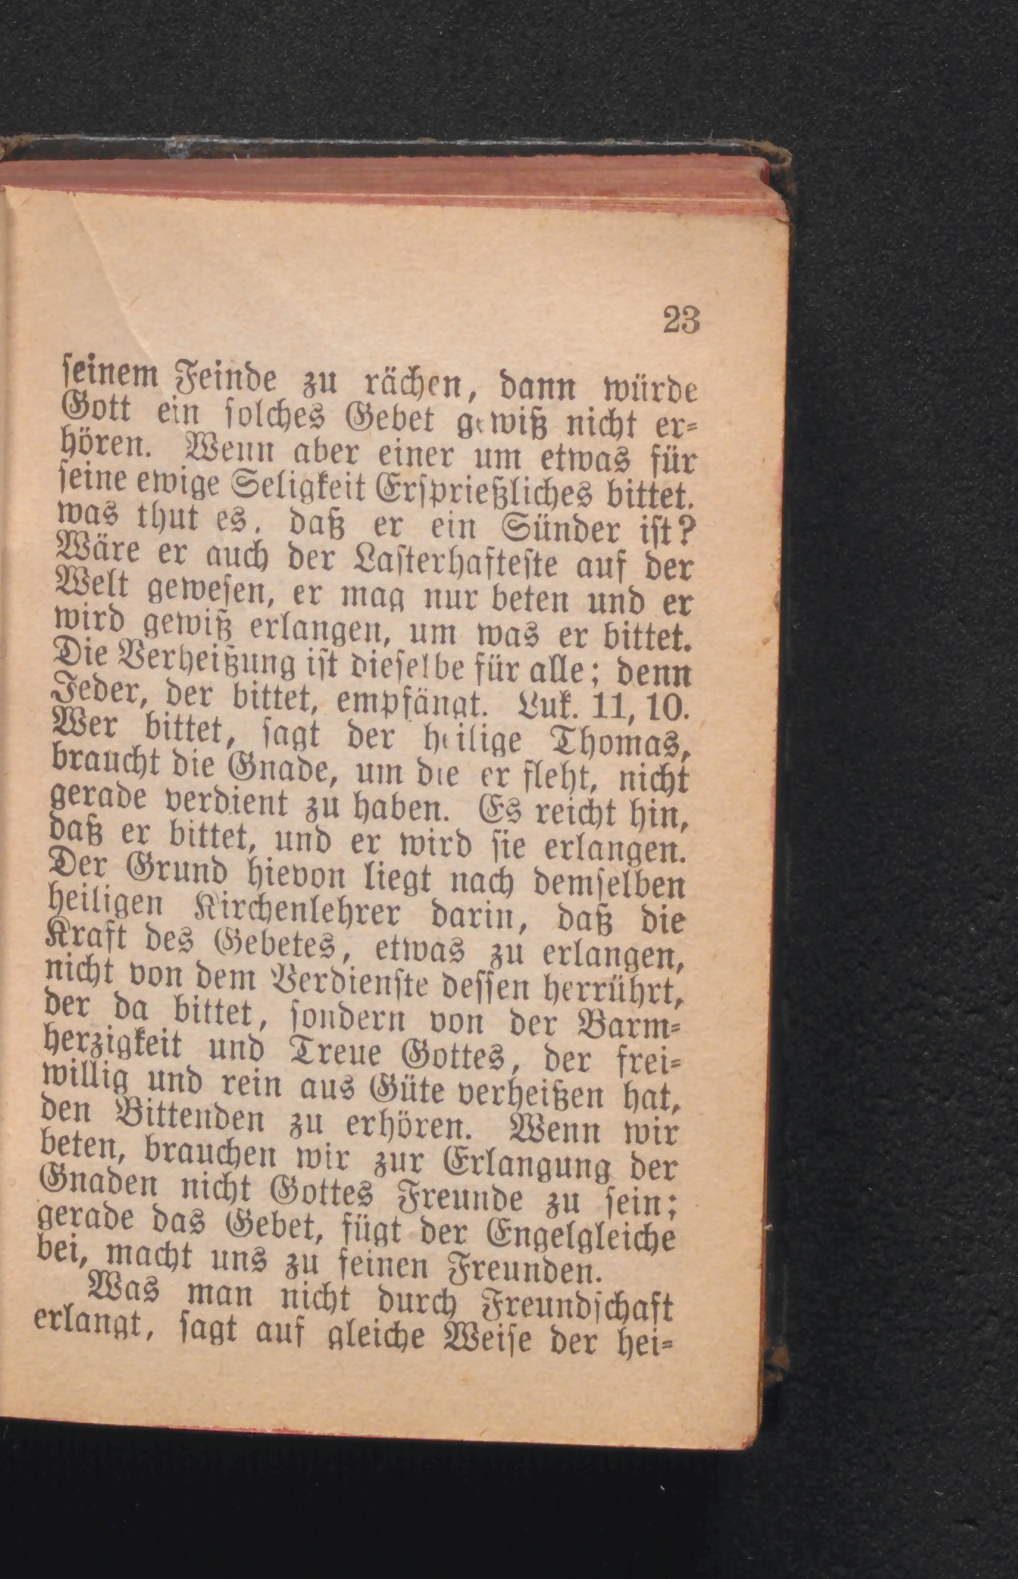 23
seinem Feinde zu rächen, dann würde
Gott ein solches Gebet gewiß nicht er-
hören. Wenn aber einer um etwas für
seine ewige Seligkeit Ersprießliches bittet.
was thut es, daß er ein Sünder ist?
Wäre er auch der Lasterhafteste auf der
Welt gewesen, er mag nur beten und er
wird gewiß erlangen, um was er bittet.
Die Verheißung ist dieselbe für alle; denn
Jeder, der bittet, empfängt. Luk. 11, 10.
Wer bittet, sagt der heilige Thomas,
braucht die Gnade, um die er fleht, nicht
gerade verdient zu haben. Es reicht hin,
daß er bittet, und er wird sie erlangen.
Der Grund hievon liegt nach demselben
heiligen Kirchenlehrer darin, daß die
Kraft des Gebetes, etwas zu erlangen,
nicht von dem Verdienste dessen herrührt,
der da bittet, sondern von der Barm-
herzigkeit und Treue Gottes, der frei-
willig und rein aus Güte verheißen hat,
den Bittenden zu erhören. Wenn wir
beten, brauchen wir zur Erlangung der
Gnaden nicht Gottes Freunde zu sein;
gerade das Gebet, fügt der Engelgleiche
bei, macht uns zu seinen Freunden.
Was man nicht durch Freundschaft
erlangt, sagt auf gleiche Weise der hei-